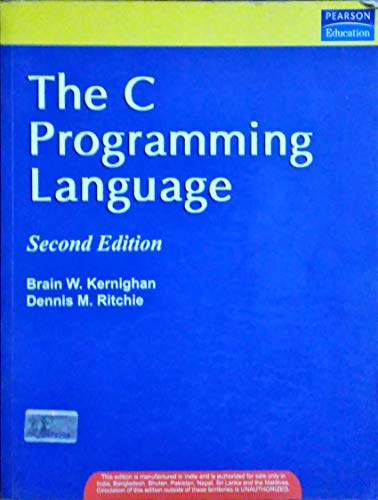 PEARSON
Education
The C
Programming
Language
Second Edition
Brain W. Kernighan
Dennis M. Ritchie
This edition is manufactured in India and is authorized for sale only in
India, Bangladesh, Bhutan, Pakistan, Nepal, Sri Lanka and the Maldives.
Circulation of this edition outside of these territories is UNAUTHORIZED.